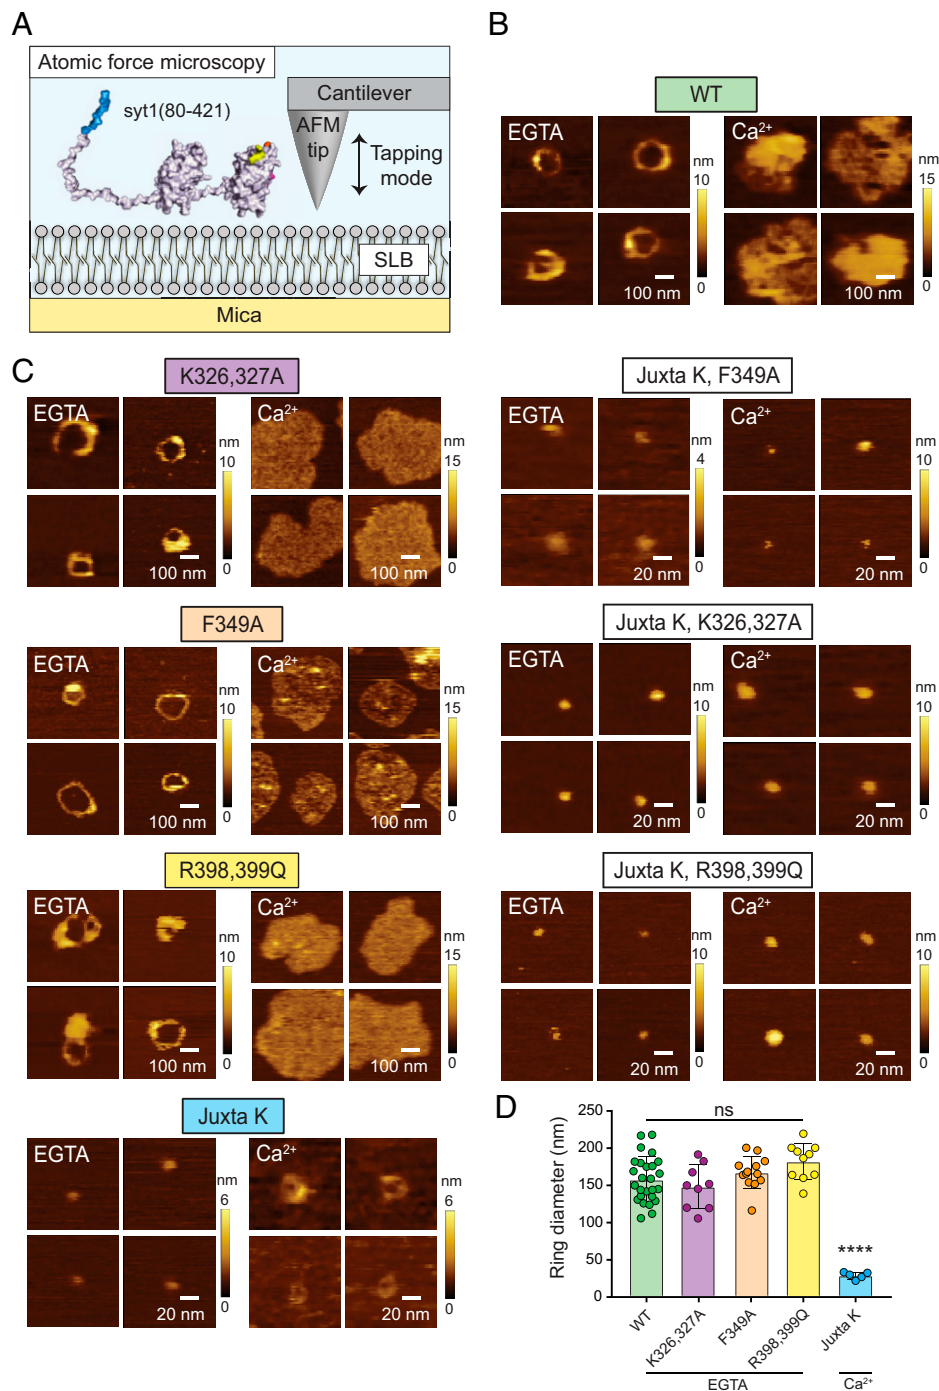 A
Atomic force microscopy
syt1(80-421)
Cantilever
AFM
tip
Tapping
mode
SLB
Mica
B
WT
EGTA
Ca²⁺
nm
10
0
nm
15
0
100 nm
100 nm
C
K326,327A
EGTA
Ca²⁺
nm
10
0
nm
15
0
100 nm
100 nm
Juxta K, F349A
EGTA
Ca²⁺
nm
4
0
nm
10
0
20 nm
20 nm
F349A
EGTA
Ca²⁺
nm
10
0
nm
15
0
100 nm
100 nm
Juxta K, K326,327A
EGTA
Ca²⁺
nm
10
0
nm
10
0
20 nm
20 nm
R398,399Q
EGTA
Ca²⁺
nm
10
0
nm
15
0
100 nm
100 nm
Juxta K, R398,399Q
EGTA
Ca²⁺
nm
10
0
nm
10
0
20 nm
20 nm
Juxta K
EGTA
Ca²⁺
nm
6
0
nm
6
0
20 nm
20 nm
D
Ring diameter (nm)
250
200
150
100
50
0
ns
****
WT
K326,327A
F349A
R398,399Q
Juxta K
EGTA
Ca²⁺